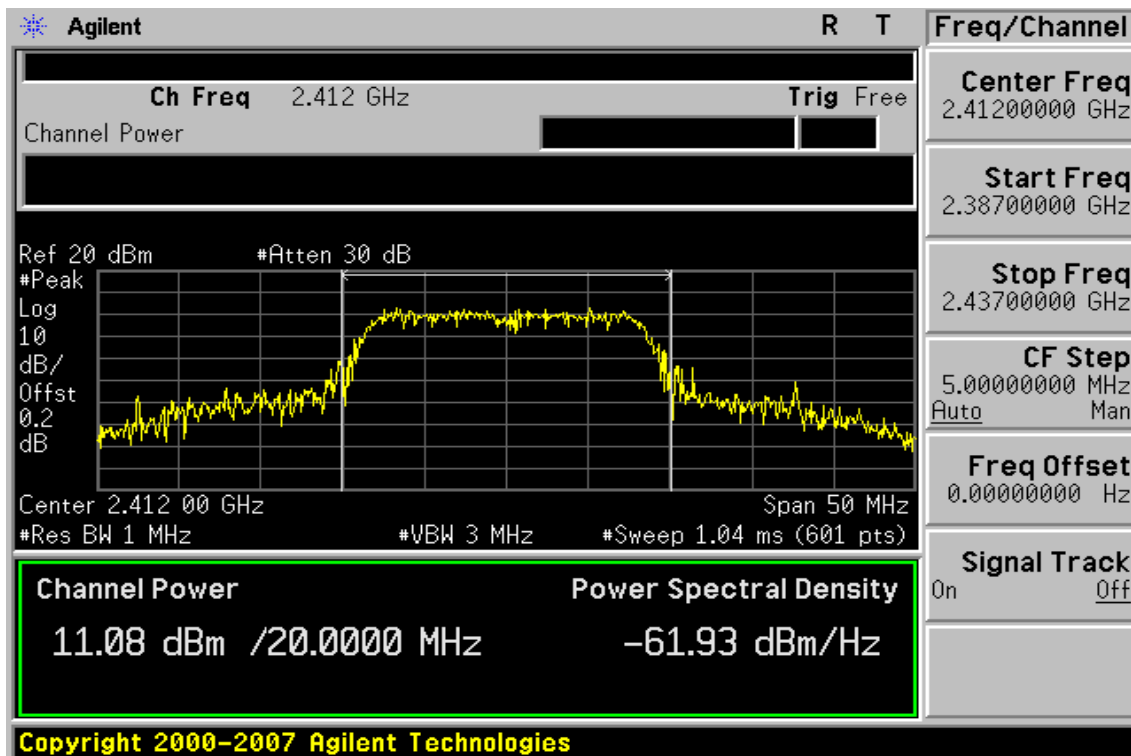 Agilent R T Freq/Channel
Ch Freq 2.412 GHz Trig Free
Channel Power
Center Freq
2.41200000 GHz
Start Freq
2.38700000 GHz
Stop Freq
2.43700000 GHz
CF Step
5.00000000 MHz
Auto Man
Freq Offset
0.00000000 Hz
Signal Track
On Off
Ref 20 dBm #Atten 30 dB
#Peak
Log
10
dB/
Offst
0.2
dB
Center 2.412 00 GHz Span 50 MHz
#Res BW 1 MHz #VBW 3 MHz #Sweep 1.04 ms (601 pts)
Channel Power Power Spectral Density
11.08 dBm /20.0000 MHz -61.93 dBm/Hz
Copyright 2000-2007 Agilent Technologies